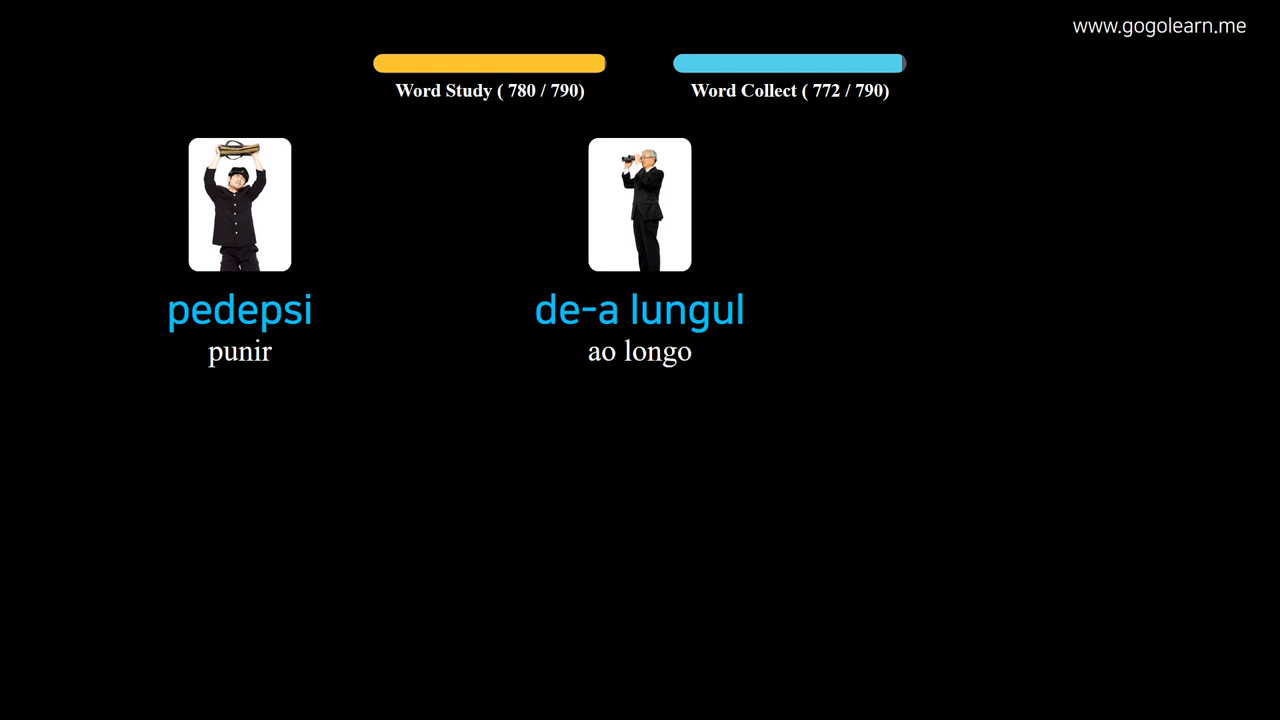 www.gogolearn.me
Word Study ( 780 / 790)
Word Collect ( 772 / 790)
pedepsi
punir
de-a lungul
ao longo